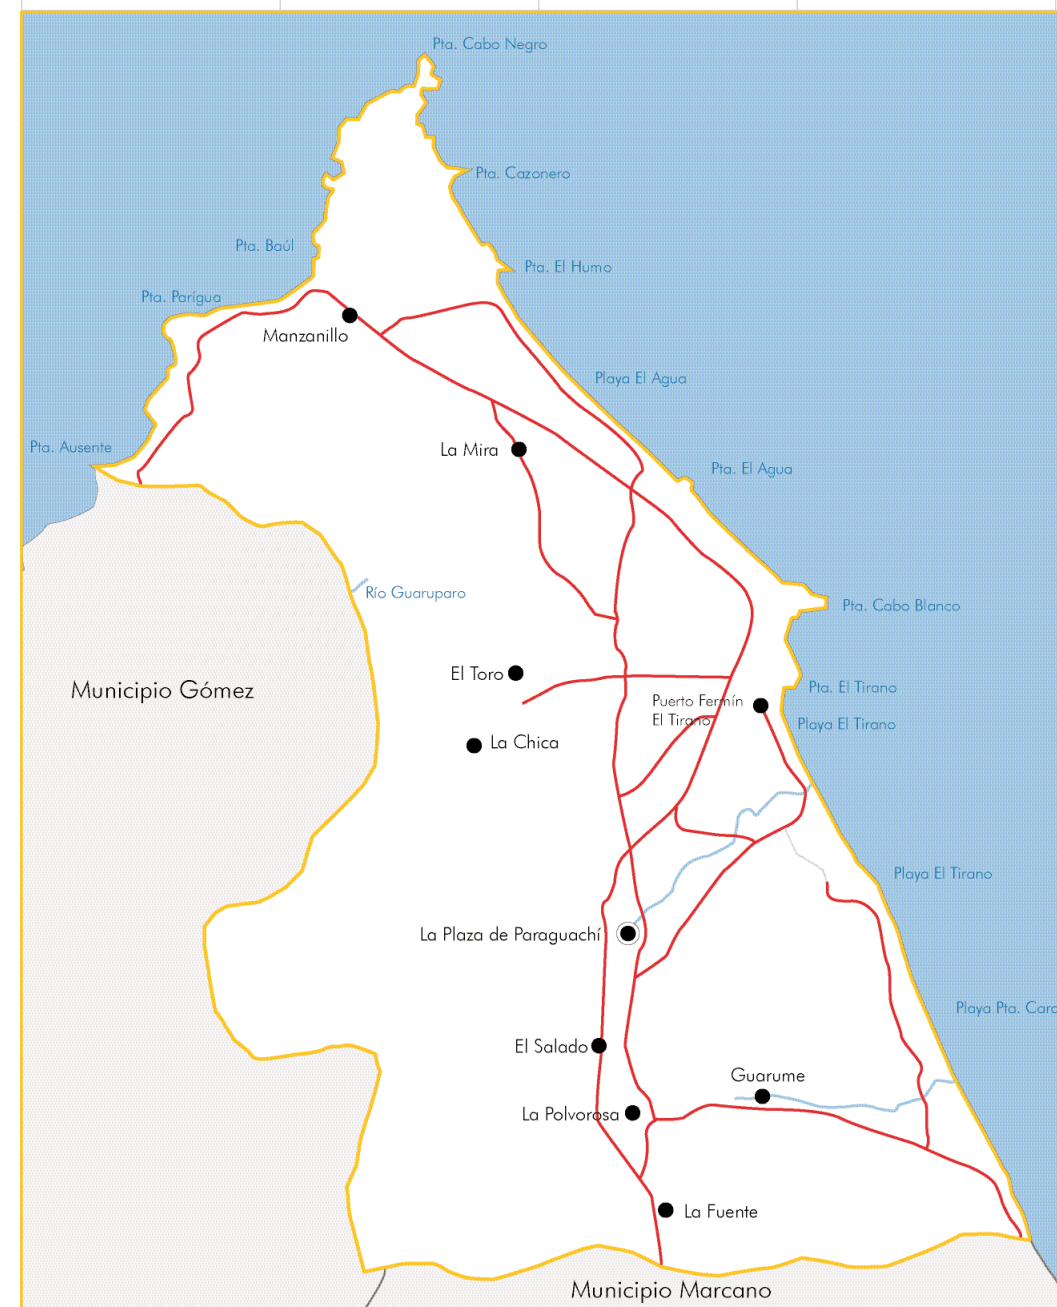 Pta. Cabo Negro
Pta. Cazonero
Pta. Baúl
Pta. El Humo
Pta. Parígua
Manzanillo
Playa El Agua
Pta. Ausente
La Mira
Pta. El Agua
Río Guaruparo
Pta. Cabo Blanco
El Toro
Municipio Gómez
Pta. El Tirano
Puerto Fermín
El Tirano
Playa El Tirano
La Chica
Playa El Tirano
La Plaza de Paraguachí
Playa Pta. Card
El Salado
Guarume
La Polvorosa
La Fuente
Municipio Marcano